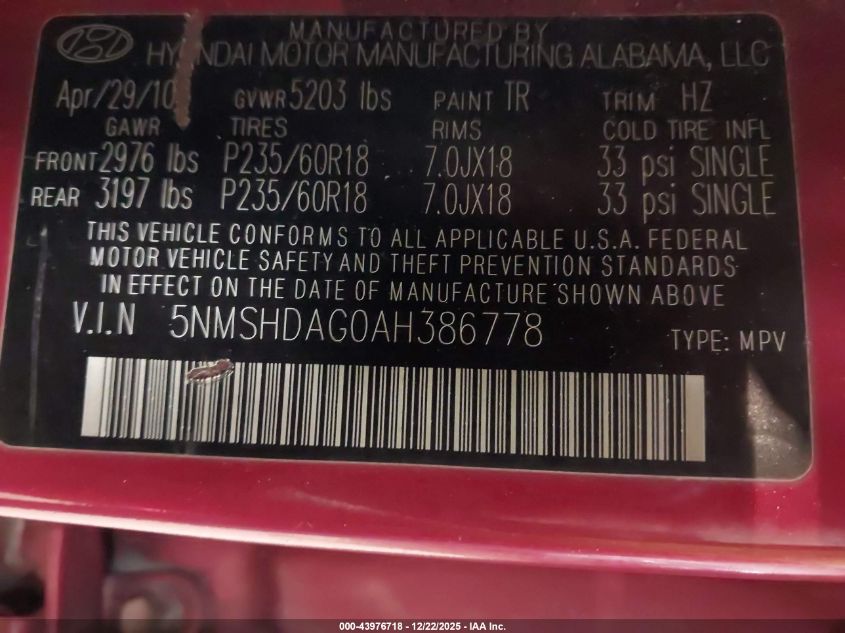 MANUFACTURED BY
HYUNDAI MOTOR MANUFACTURING ALABAMA, LLC
Apr/29/10 GVWR 5203 lbs PAINT TR TRIM HZ
GAWR TIRES RIMS COLD TIRE INFL
FRONT 2976 lbs P235/60R18 7.0JX18 33 psi SINGLE
REAR 3197 lbs P235/60R18 7.0JX18 33 psi SINGLE
THIS VEHICLE CONFORMS TO ALL APPLICABLE U.S.A. FEDERAL
MOTOR VEHICLE SAFETY AND THEFT PREVENTION STANDARDS
IN EFFECT ON THE DATE OF MANUFACTURE SHOWN ABOVE
V.I.N 5NMSHDAG0AH386778 TYPE: MPV
000-43976718 - 12/22/2025 - IAA Inc.